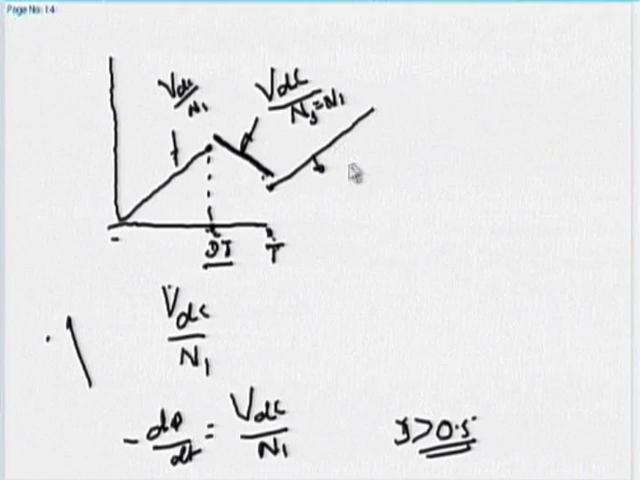 Page No: 14
Vdc/N1
Vdc/N3=N1
DT
T
Vdc/N1
-dφ/dt = Vdc/N1
D>0.5